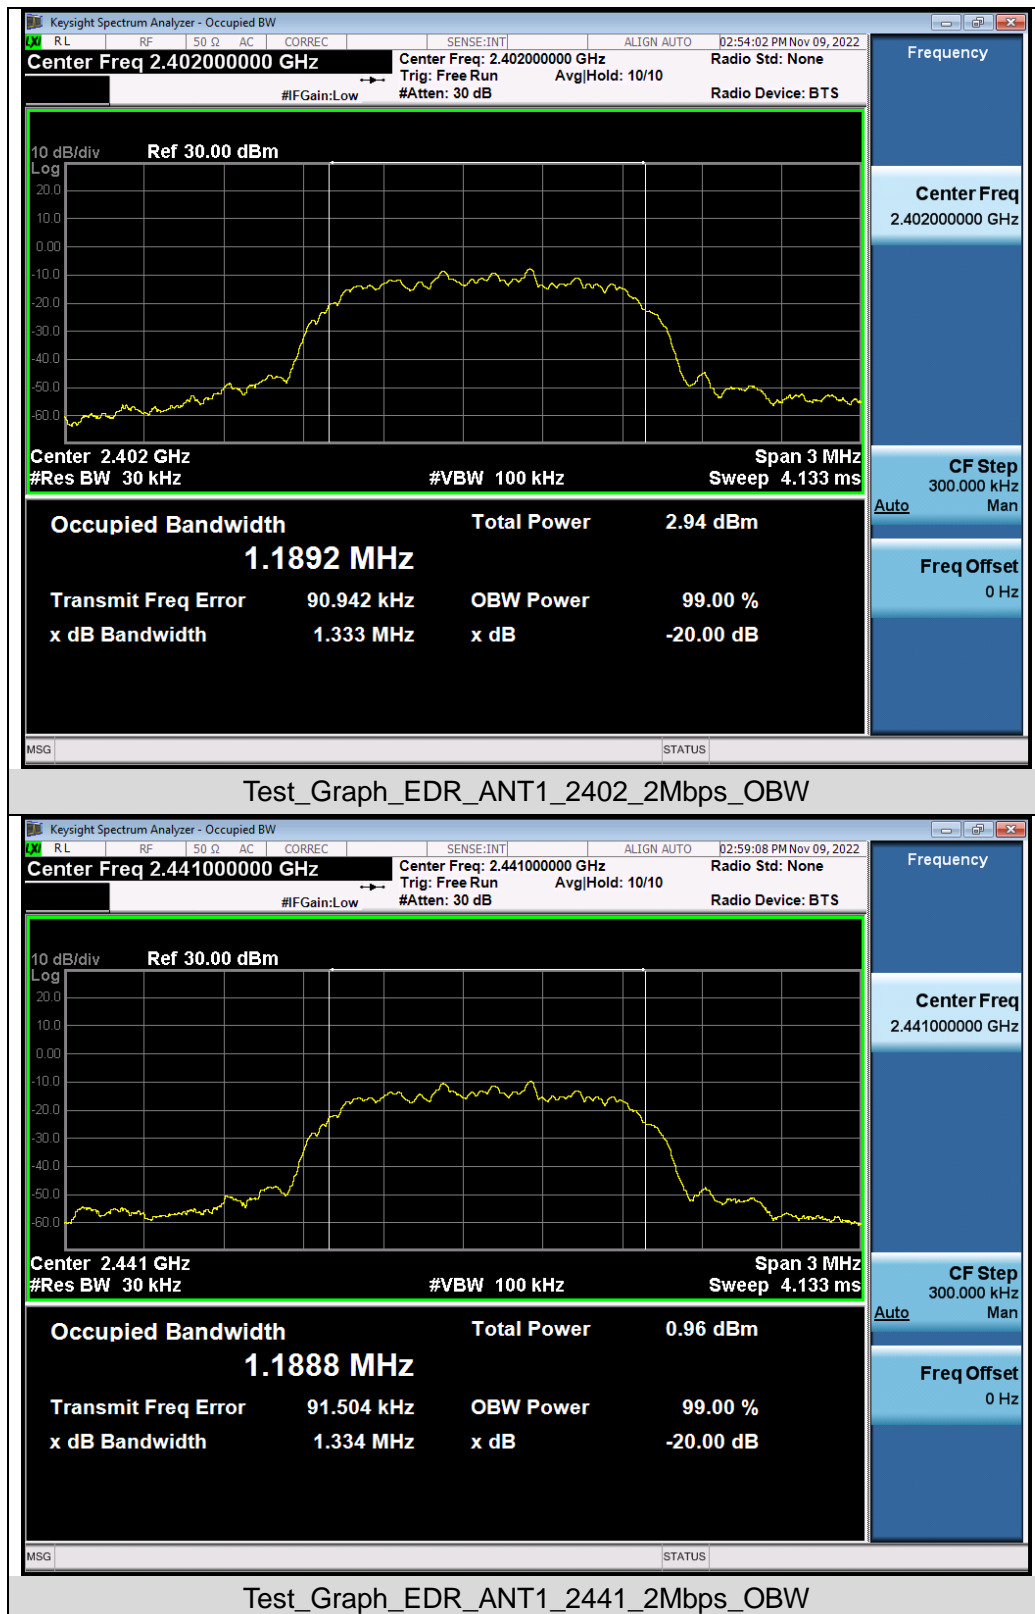 Keysight Spectrum Analyzer - Occupied BW
LXI RL RF 50 Ω AC CORREC SENSE:INT ALIGN AUTO 02:54:02 PM Nov 09, 2022
Center Freq 2.402000000 GHz
Center Freq: 2.402000000 GHz
Radio Std: None
Trig: Free Run Avg|Hold: 10/10
#IFGain:Low
#Atten: 30 dB
Radio Device: BTS
10 dB/div Ref 30.00 dBm
Log
20.0
10.0
0.00
-10.0
-20.0
-30.0
-40.0
-50.0
-60.0
Center 2.402 GHz Span 3 MHz
#Res BW 30 kHz #VBW 100 kHz Sweep 4.133 ms
Occupied Bandwidth Total Power 2.94 dBm
1.1892 MHz
Transmit Freq Error 90.942 kHz OBW Power 99.00 %
x dB Bandwidth 1.333 MHz x dB -20.00 dB
MSG STATUS
Frequency
Center Freq
2.402000000 GHz
CF Step
300.000 kHz
Auto Man
Freq Offset
0 Hz
Test_Graph_EDR_ANT1_2402_2Mbps_OBW
Keysight Spectrum Analyzer - Occupied BW
LXI RL RF 50 Ω AC CORREC SENSE:INT ALIGN AUTO 02:59:08 PM Nov 09, 2022
Center Freq 2.441000000 GHz
Center Freq: 2.441000000 GHz
Radio Std: None
Trig: Free Run Avg|Hold: 10/10
#IFGain:Low
#Atten: 30 dB
Radio Device: BTS
10 dB/div Ref 30.00 dBm
Log
20.0
10.0
0.00
-10.0
-20.0
-30.0
-40.0
-50.0
-60.0
Center 2.441 GHz Span 3 MHz
#Res BW 30 kHz #VBW 100 kHz Sweep 4.133 ms
Occupied Bandwidth Total Power 0.96 dBm
1.1888 MHz
Transmit Freq Error 91.504 kHz OBW Power 99.00 %
x dB Bandwidth 1.334 MHz x dB -20.00 dB
MSG STATUS
Frequency
Center Freq
2.441000000 GHz
CF Step
300.000 kHz
Auto Man
Freq Offset
0 Hz
Test_Graph_EDR_ANT1_2441_2Mbps_OBW